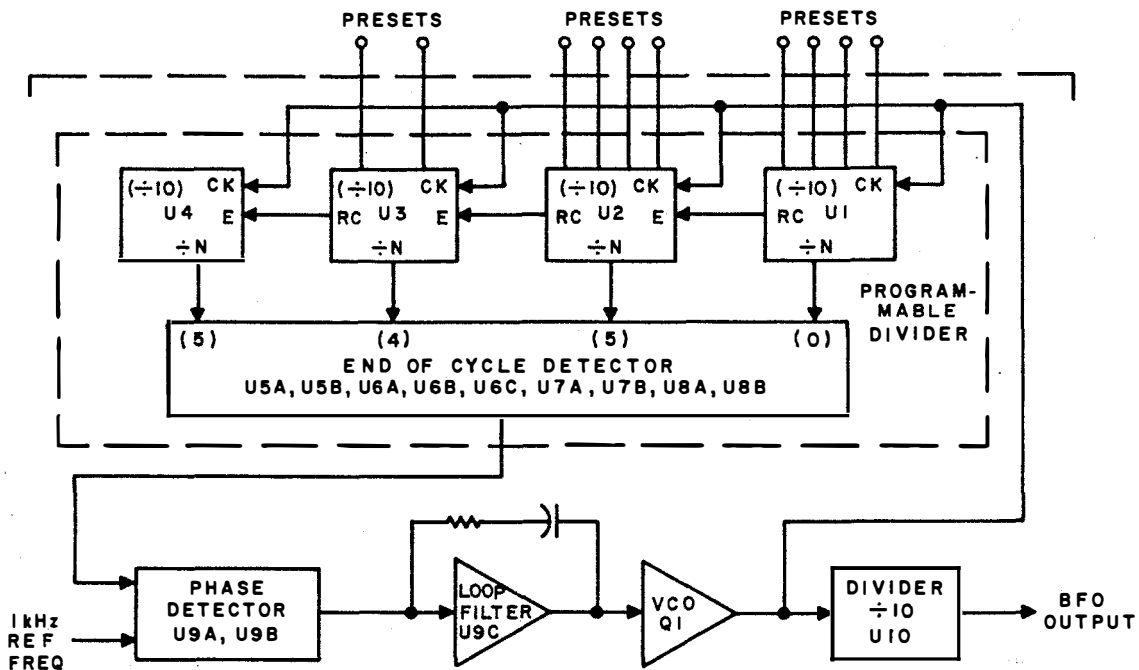 PRESETS PRESETS PRESETS
(÷10) CK (÷10) CK (÷10) CK (÷10) CK
U4 E RC U3 E RC U2 E RC U1
÷N ÷N ÷N ÷N
PROGRAM-
MABLE
DIVIDER
(5) (4) (5) (0)
END OF CYCLE DETECTOR
U5A, U5B, U6A, U6B, U6C, U7A, U7B, U8A, U8B
1kHz
REF
FREQ
PHASE
DETECTOR
U9A, U9B
LOOP
FILTER
U9C
VCO
Q1
DIVIDER
÷10
U10
BFO
OUTPUT